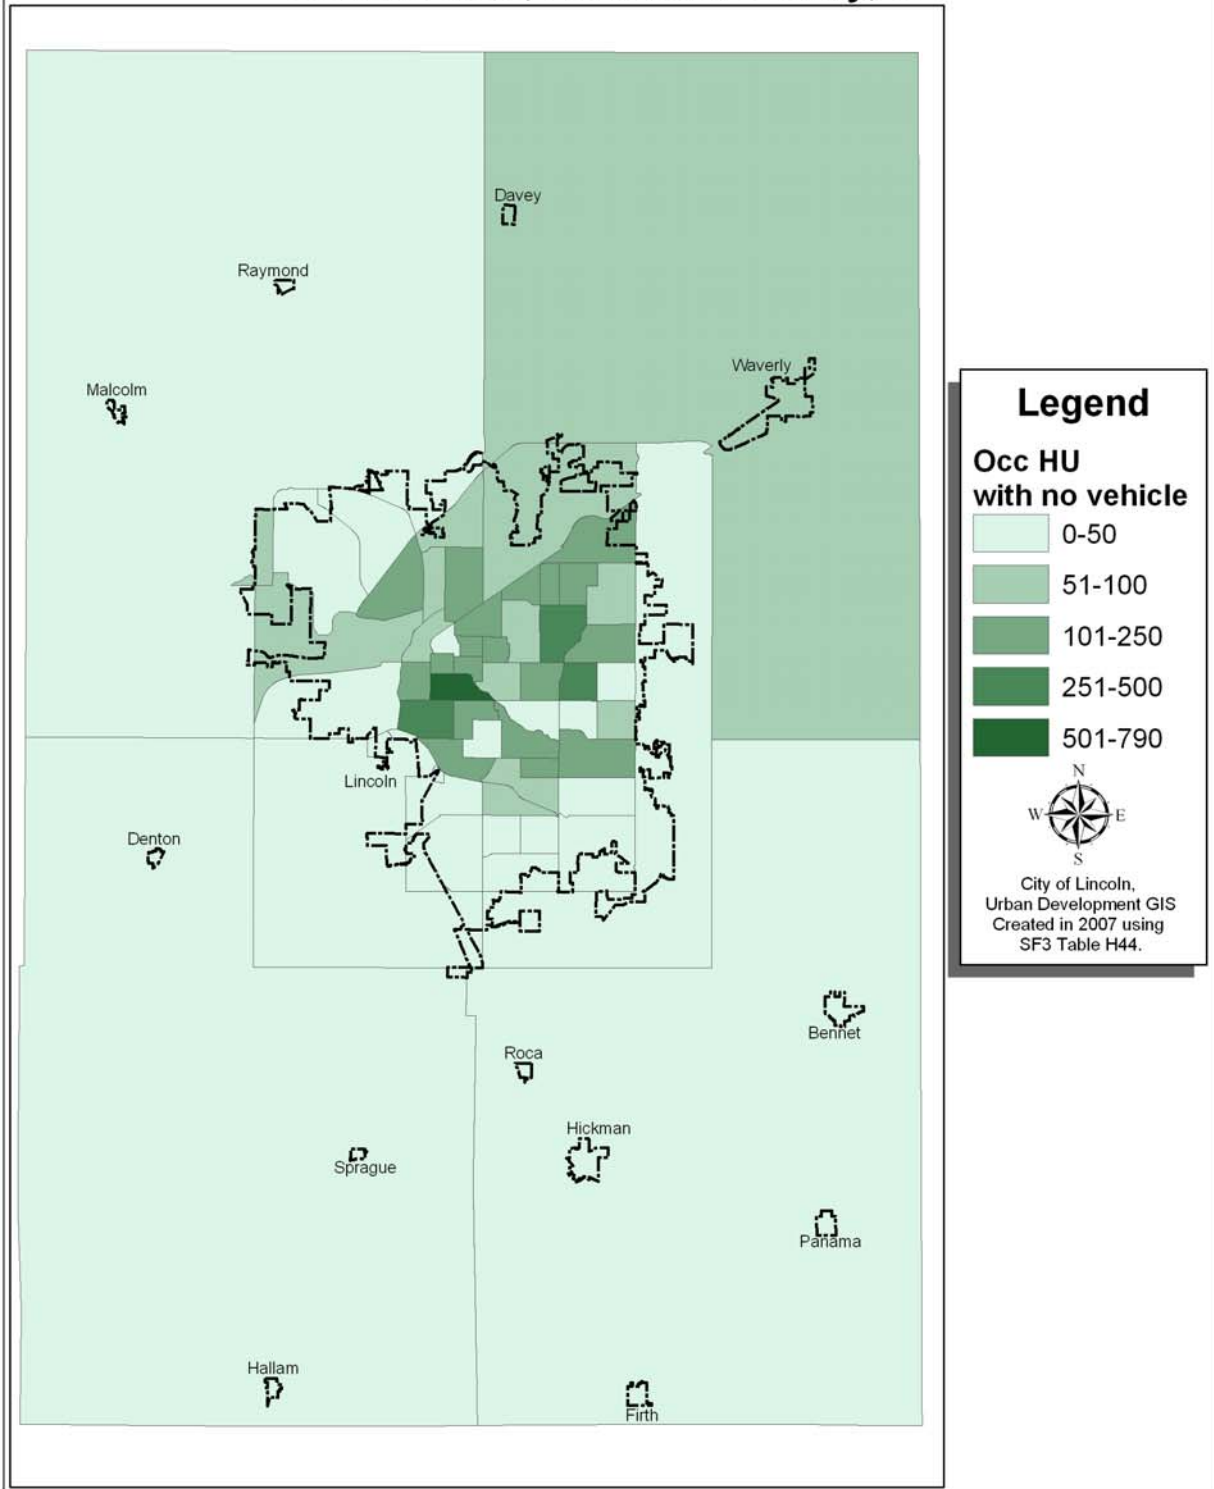 Davey
Raymond
Waverly
Malcolm
Lincoln
Denton
Bennet
Roca
Hickman
Sprague
Panama
Hallam
Firth
Legend
Occ HU
with no vehicle
0-50
51-100
101-250
251-500
501-790
N
W E
S
City of Lincoln,
Urban Development GIS
Created in 2007 using
SF3 Table H44.